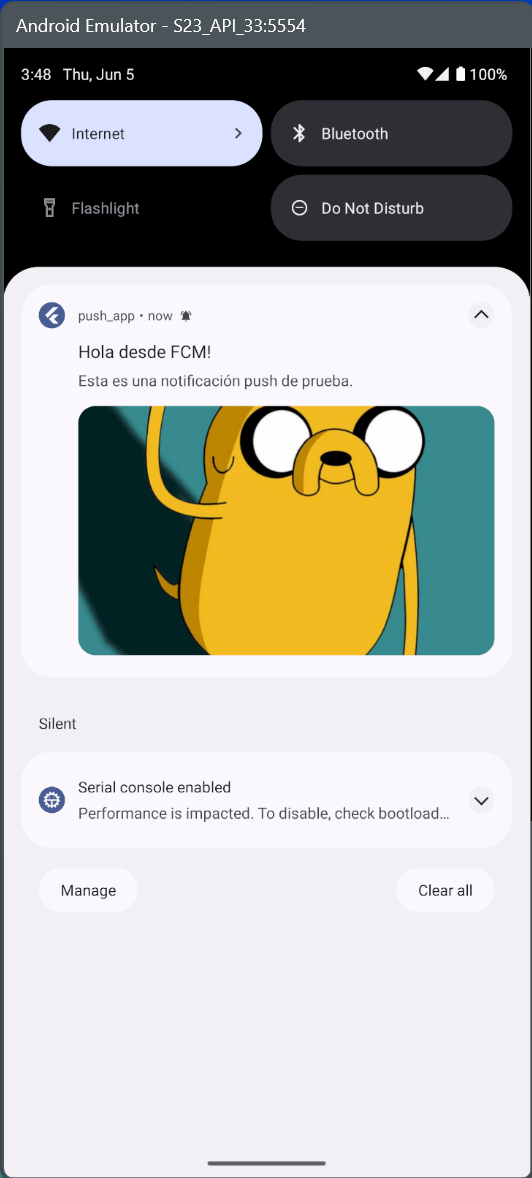 Android Emulator - S23_API_33:5554
3:48 Thu, Jun 5 100%
Internet
Bluetooth
Flashlight
Do Not Disturb
push_app • now
Hola desde FCM!
Esta es una notificación push de prueba.
Silent
Serial console enabled
Performance is impacted. To disable, check bootload...
Manage
Clear all